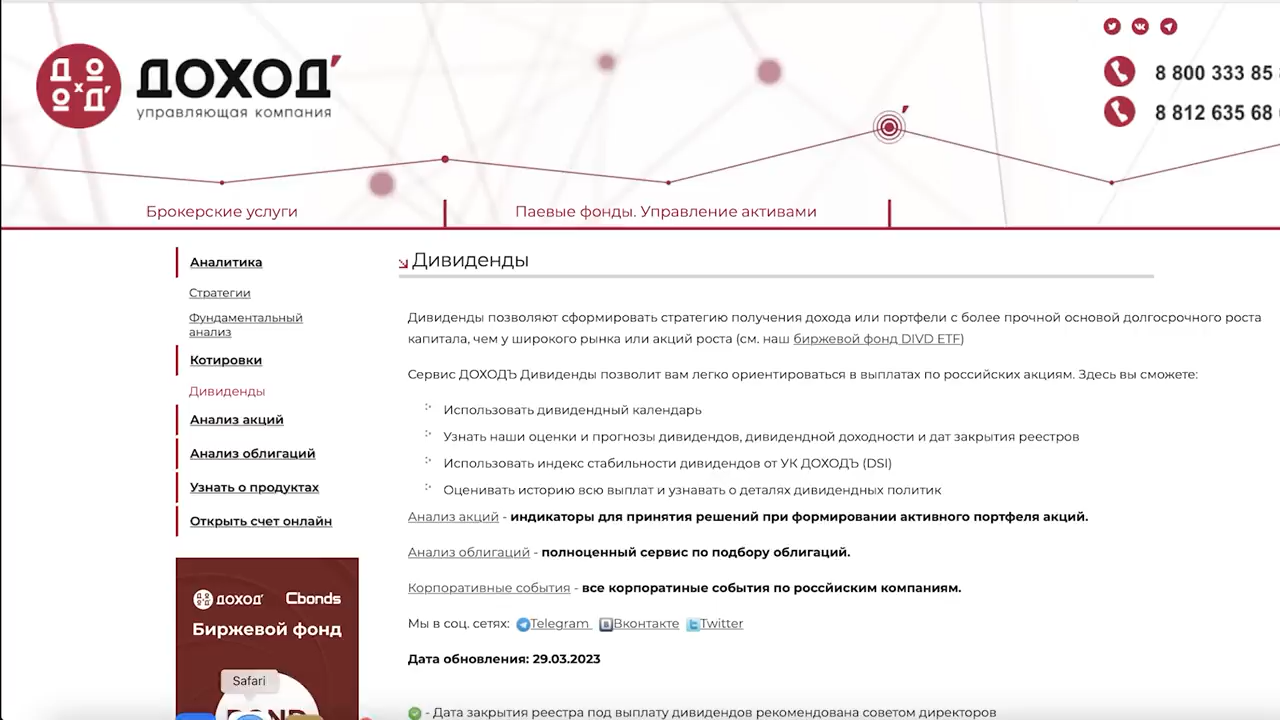 ДОХОДʹ
управляющая компания
8 800 333 85
8 812 635 68
Брокерские услуги
Паевые фонды. Управление активами
Аналитика
Стратегии
Фундаментальный
анализ
Котировки
Дивиденды
Анализ акций
Анализ облигаций
Узнать о продуктах
Открыть счет онлайн
ДОХОДʹ
Cbonds
Биржевой фонд
Safari
Дивиденды
Дивиденды позволяют сформировать стратегию получения дохода или портфели с более прочной основой долгосрочного роста
капитала, чем у широкого рынка или акций роста (см. наш биржевой фонд DIVD ETF)
Сервис ДОХОДЪ Дивиденды позволит вам легко ориентироваться в выплатах по российских акциям. Здесь вы сможете:
Использовать дивидендный календарь
Узнать наши оценки и прогнозы дивидендов, дивидендной доходности и дат закрытия реестров
Использовать индекс стабильности дивидендов от УК ДОХОДЪ (DSI)
Оценивать историю всю выплат и узнавать о деталях дивидендных политик
Анализ акций - индикаторы для принятия решений при формировании активного портфеля акций.
Анализ облигаций - полноценный сервис по подбору облигаций.
Корпоративные события - все корпоратиные события по россйиским компаниям.
Мы в соц. сетях: Telegram Вконтакте Twitter
Дата обновления: 29.03.2023
- Дата закрытия реестра под выплату дивидендов рекомендована советом директоров